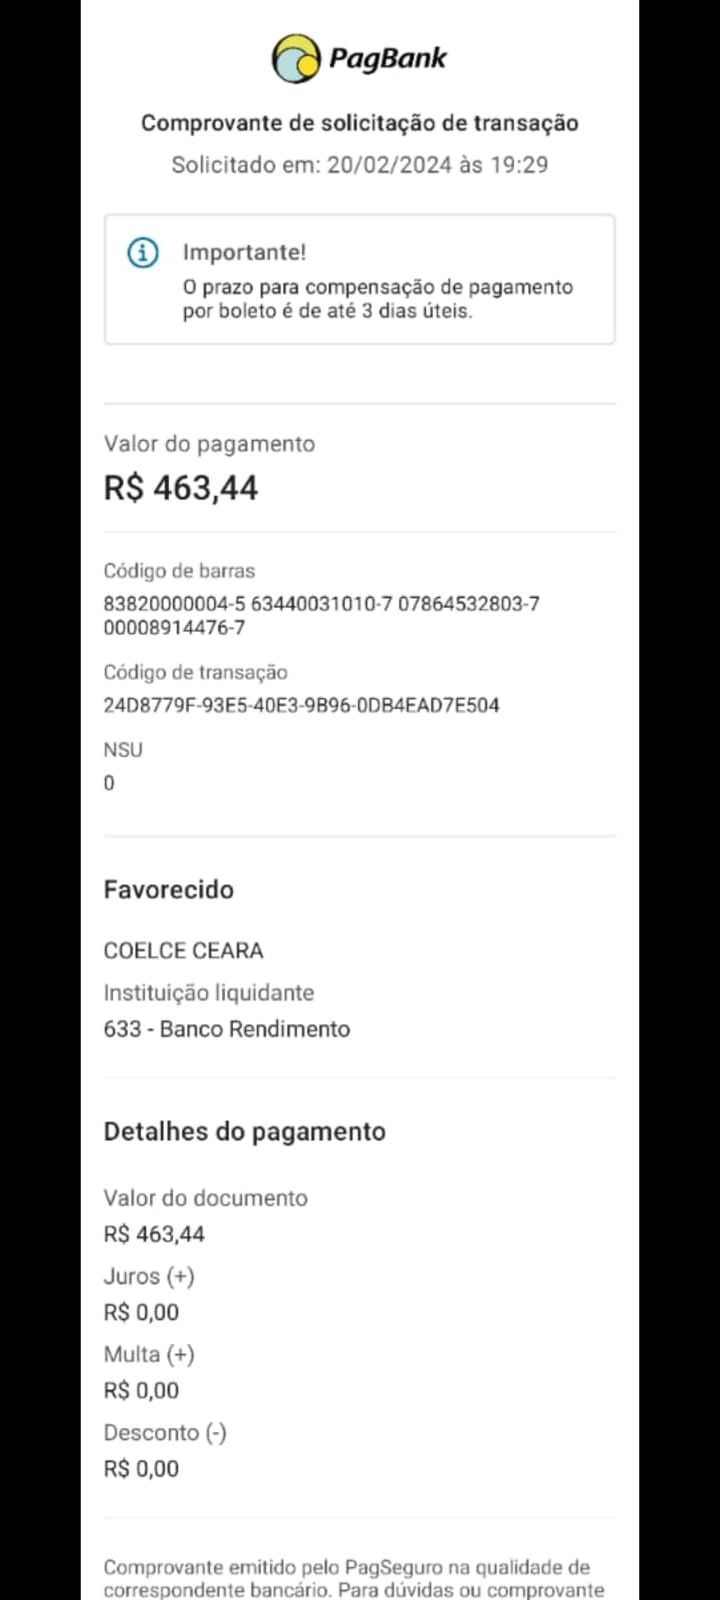 PagBank
Comprovante de solicitação de transação
Solicitado em: 20/02/2024 às 19:29
Importante!
O prazo para compensação de pagamento
por boleto é de até 3 dias úteis.
Valor do pagamento
R$ 463,44
Código de barras
83820000004-5 63440031010-7 07864532803-7
00008914476-7
Código de transação
24D8779F-93E5-40E3-9B96-0DB4EAD7E504
NSU
0
Favorecido
COELCE CEARA
Instituição liquidante
633 - Banco Rendimento
Detalhes do pagamento
Valor do documento
R$ 463,44
Juros (+)
R$ 0,00
Multa (+)
R$ 0,00
Desconto (-)
R$ 0,00
Comprovante emitido pelo PagSeguro na qualidade de
correspondente bancário. Para dúvidas ou comprovante